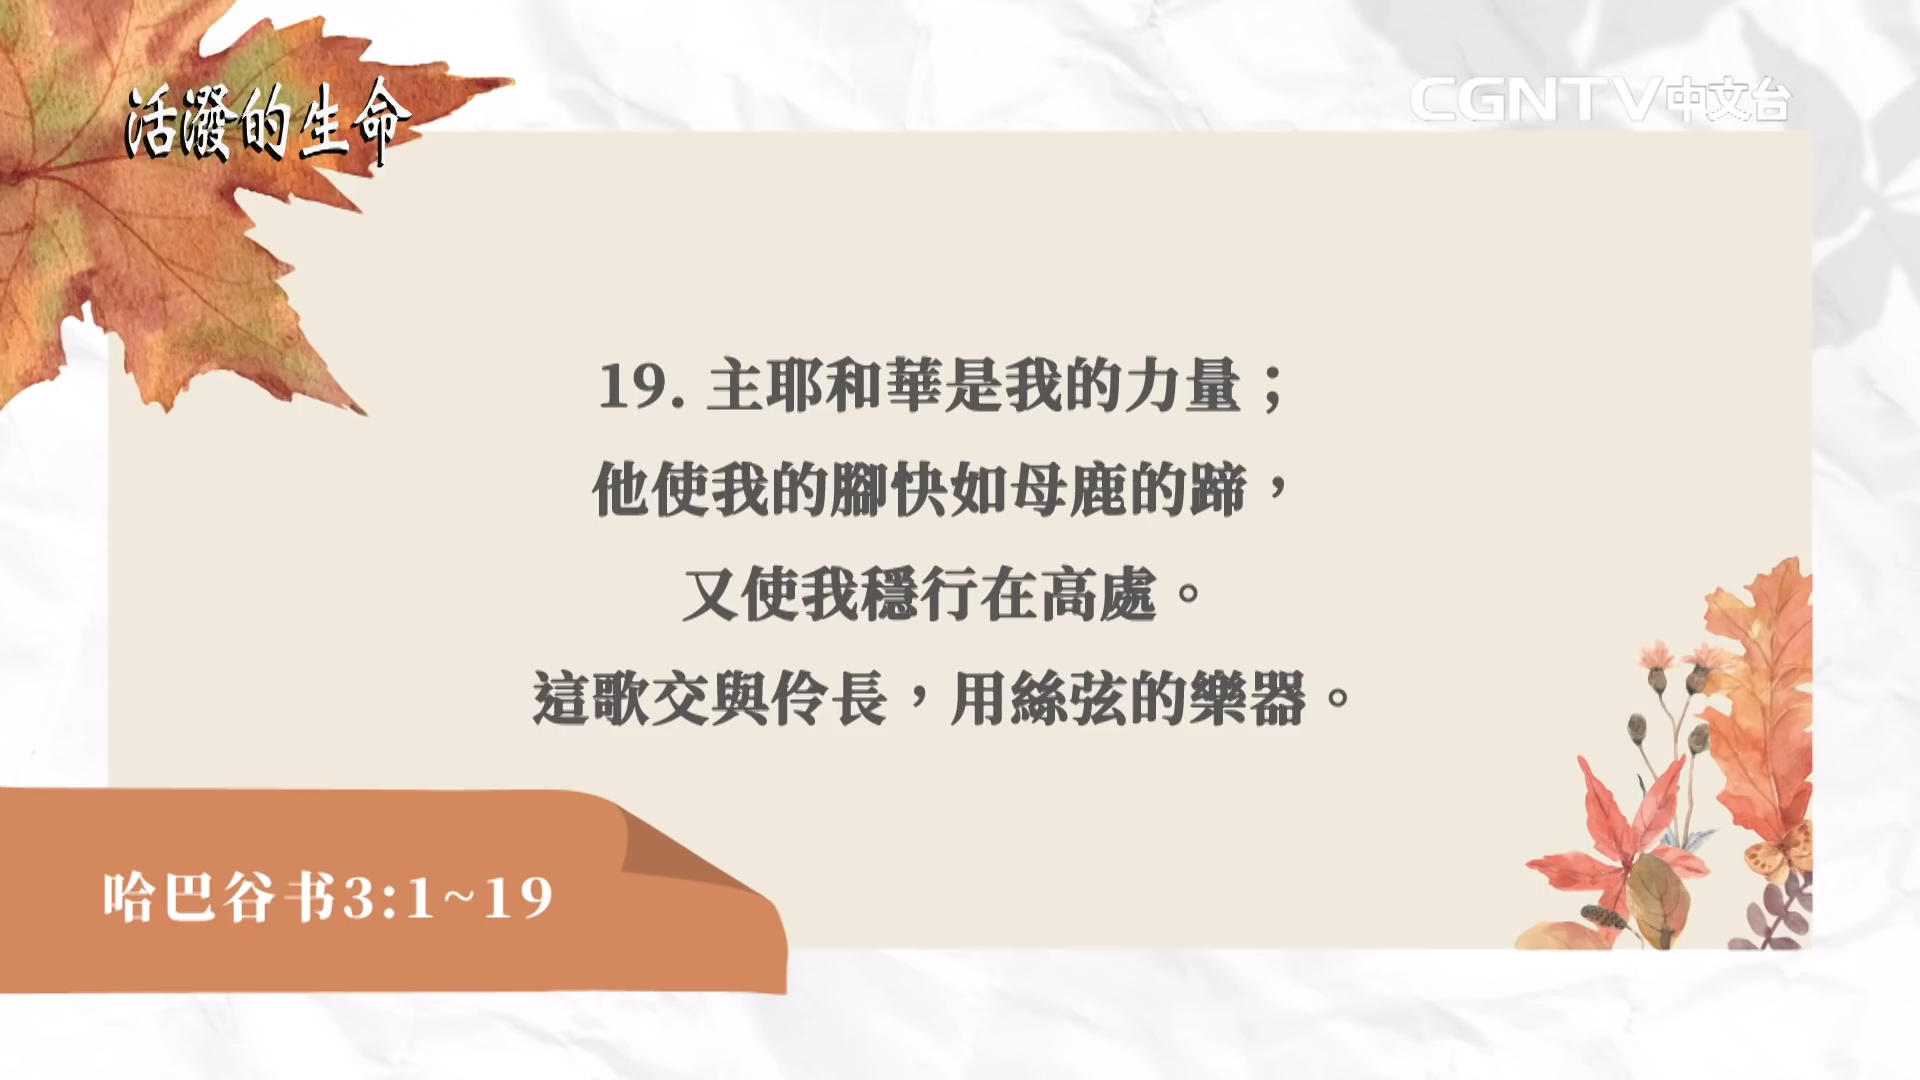 活潑的生命
CGNTV中文台
19. 主耶和華是我的力量；
他使我的腳快如母鹿的蹄，
又使我穩行在高處。
這歌交與伶長，用絲弦的樂器。
哈巴谷书3:1~19